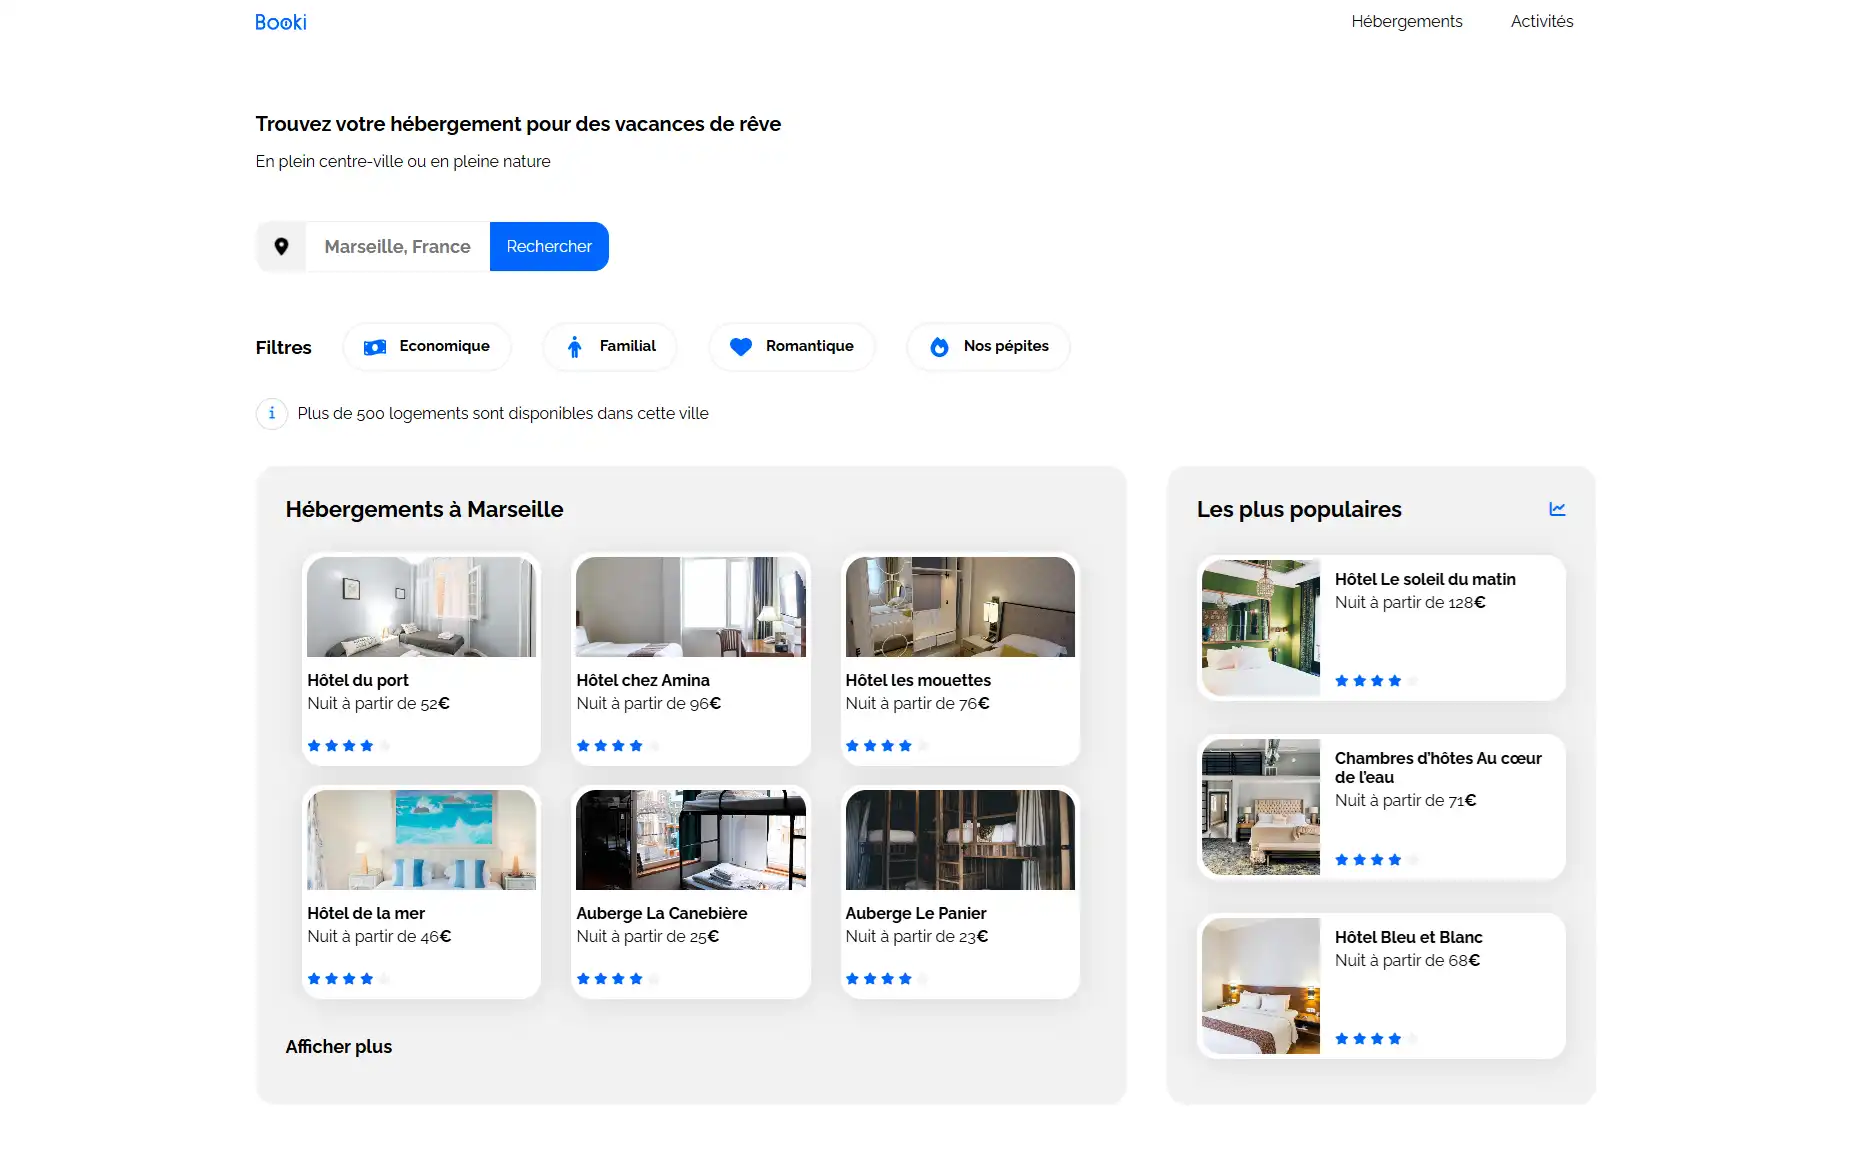 Booki
Hébergements
Activités
Trouvez votre hébergement pour des vacances de rêve
En plein centre-ville ou en pleine nature
Marseille, France
Rechercher
Filtres
Economique
Familial
Romantique
Nos pépites
i
Plus de 500 logements sont disponibles dans cette ville
Hébergements à Marseille
Hôtel du port
Nuit à partir de 52€
Hôtel chez Amina
Nuit à partir de 96€
Hôtel les mouettes
Nuit à partir de 76€
Hôtel de la mer
Nuit à partir de 46€
Auberge La Canebière
Nuit à partir de 25€
Auberge Le Panier
Nuit à partir de 23€
Afficher plus
Les plus populaires
Hôtel Le soleil du matin
Nuit à partir de 128€
Chambres d’hôtes Au cœur
de l’eau
Nuit à partir de 71€
Hôtel Bleu et Blanc
Nuit à partir de 68€